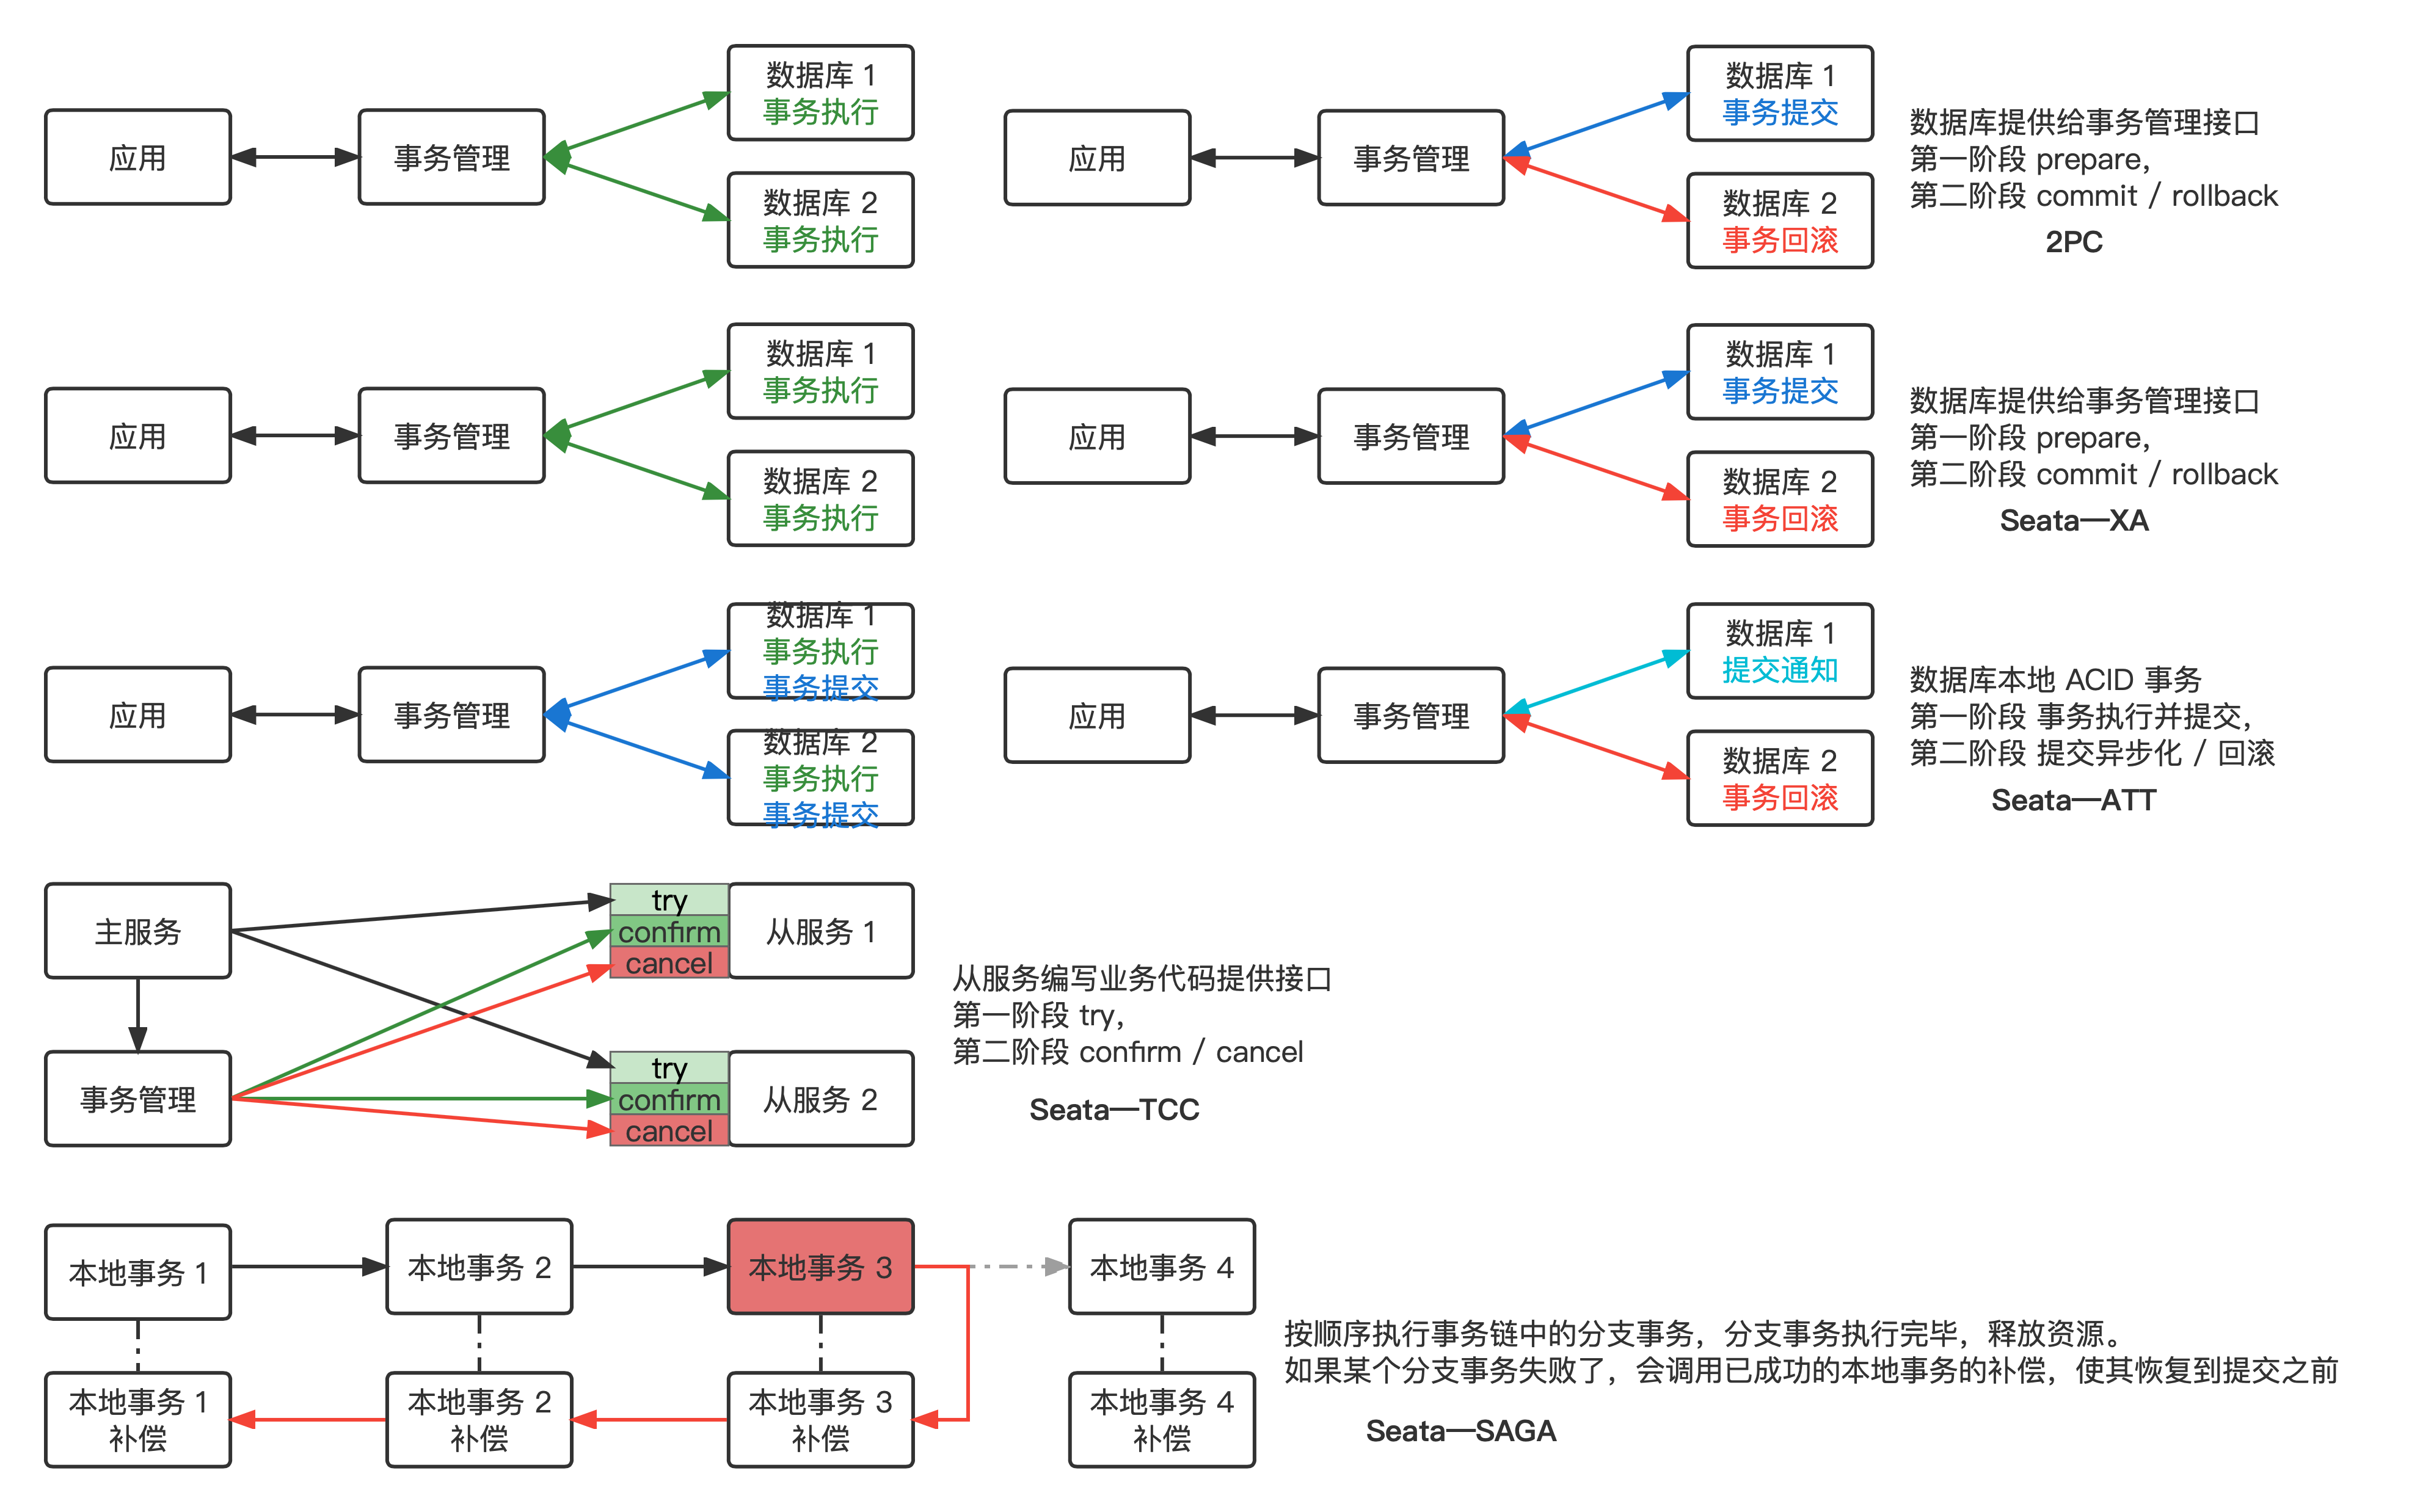 应用
事务管理
数据库 1
事务执行
数据库 2
事务执行
应用
事务管理
数据库 1
事务提交
数据库 2
事务回滚
数据库提供给事务管理接口
第一阶段 prepare，
第二阶段 commit / rollback
2PC
应用
事务管理
数据库 1
事务执行
数据库 2
事务执行
应用
事务管理
数据库 1
事务提交
数据库 2
事务回滚
数据库提供给事务管理接口
第一阶段 prepare，
第二阶段 commit / rollback
Seata—XA
应用
事务管理
数据库 1
事务执行
事务提交
数据库 2
事务执行
事务提交
应用
事务管理
数据库 1
提交通知
数据库 2
事务回滚
数据库本地 ACID 事务
第一阶段 事务执行并提交，
第二阶段 提交异步化 / 回滚
Seata—ATT
主服务
事务管理
try
confirm
cancel
从服务 1
try
confirm
cancel
从服务 2
从服务编写业务代码提供接口
第一阶段 try，
第二阶段 confirm / cancel
Seata—TCC
本地事务 1
本地事务 2
本地事务 3
本地事务 4
本地事务 1
补偿
本地事务 2
补偿
本地事务 3
补偿
本地事务 4
补偿
按顺序执行事务链中的分支事务，分支事务执行完毕，释放资源。
如果某个分支事务失败了，会调用已成功的本地事务的补偿，使其恢复到提交之前
Seata—SAGA